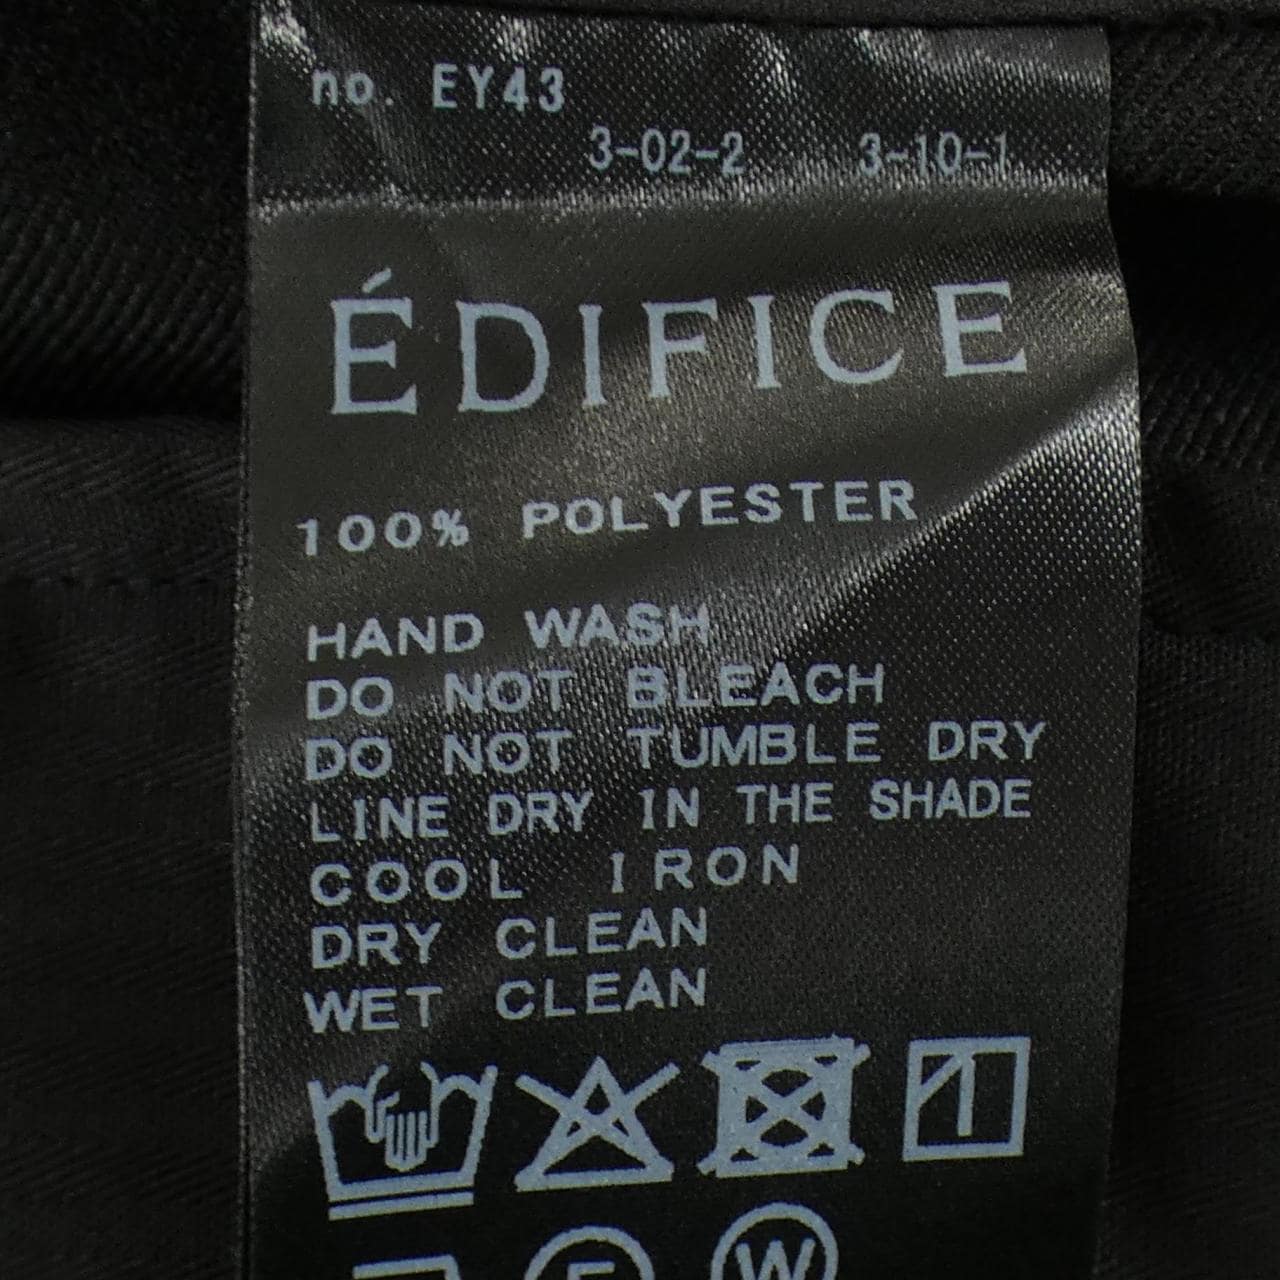 no. EY43
3-02-2 3-10-1
ÉDIFICE
100% POLYESTER
HAND WASH
DO NOT BLEACH
DO NOT TUMBLE DRY
LINE DRY IN THE SHADE
COOL IRON
DRY CLEAN
WET CLEAN
F W